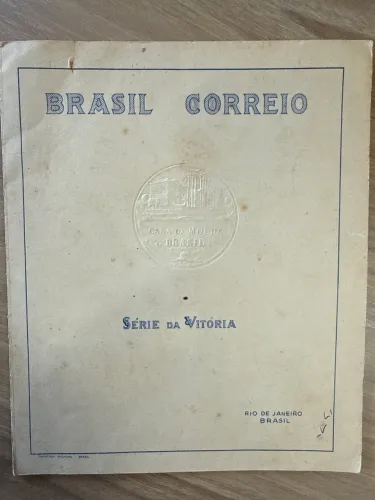 BRASIL CORREIO
CASA DA MOEDA
BRASIL
SÉRIE DA VITÓRIA
RIO DE JANEIRO
BRASIL